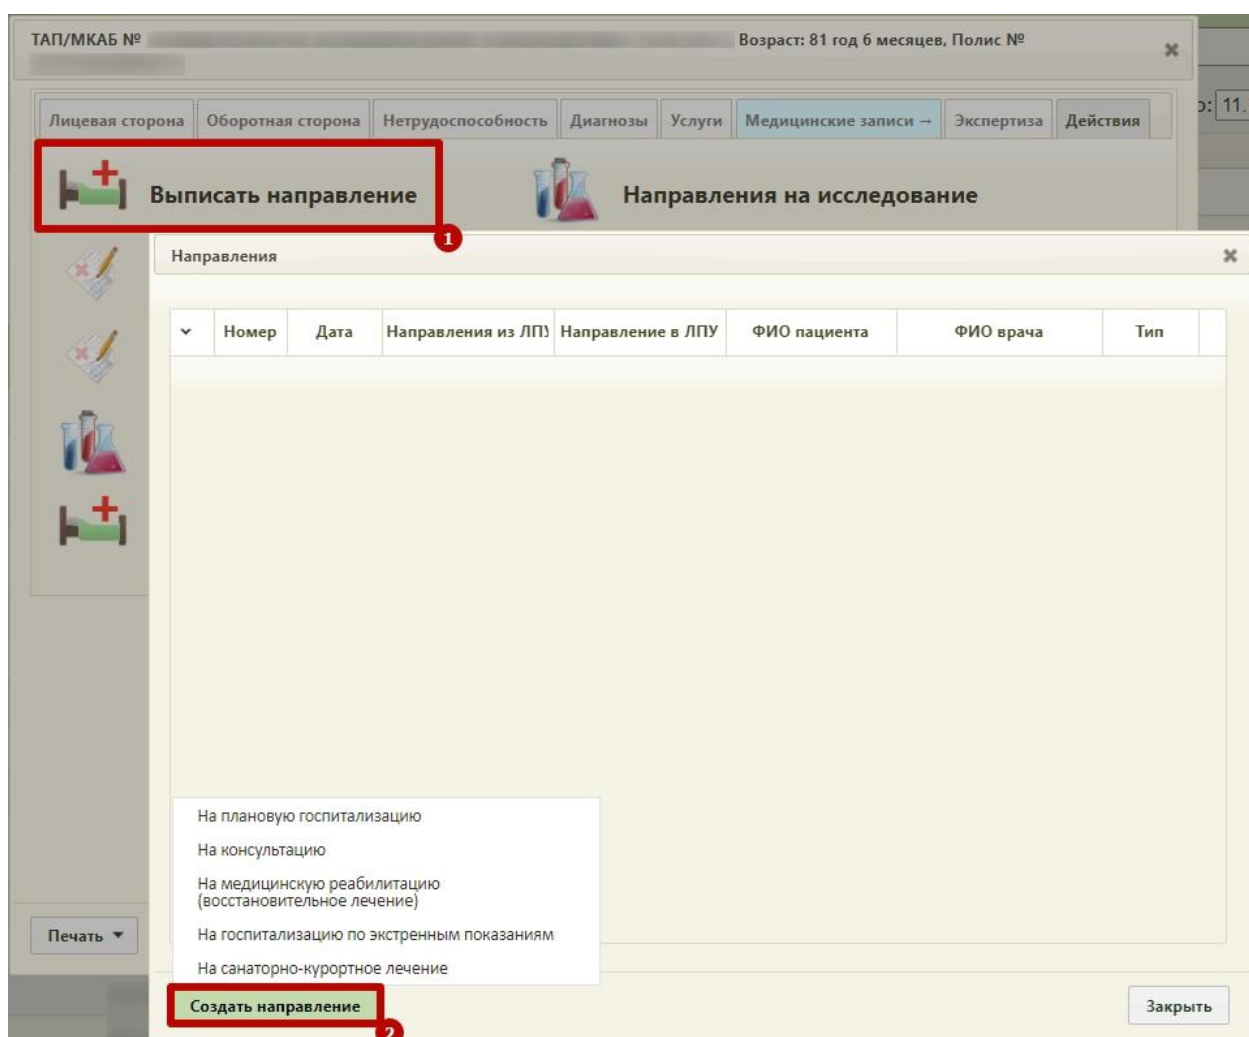 ТАП/МКАБ № Возраст: 81 год 6 месяцев, Полис №
о: 11.
Лицевая сторона Оборотная сторона Нетрудоспособность Диагнозы Услуги Медицинские записи → Экспертиза Действия
Выписать направление Направления на исследование
1
Направления
Номер Дата Направления из ЛПУ Направление в ЛПУ ФИО пациента ФИО врача Тип
На плановую госпитализацию
На консультацию
На медицинскую реабилитацию
(восстановительное лечение)
На госпитализацию по экстренным показаниям
На санаторно-курортное лечение
Печать
Создать направление Закрыть
2